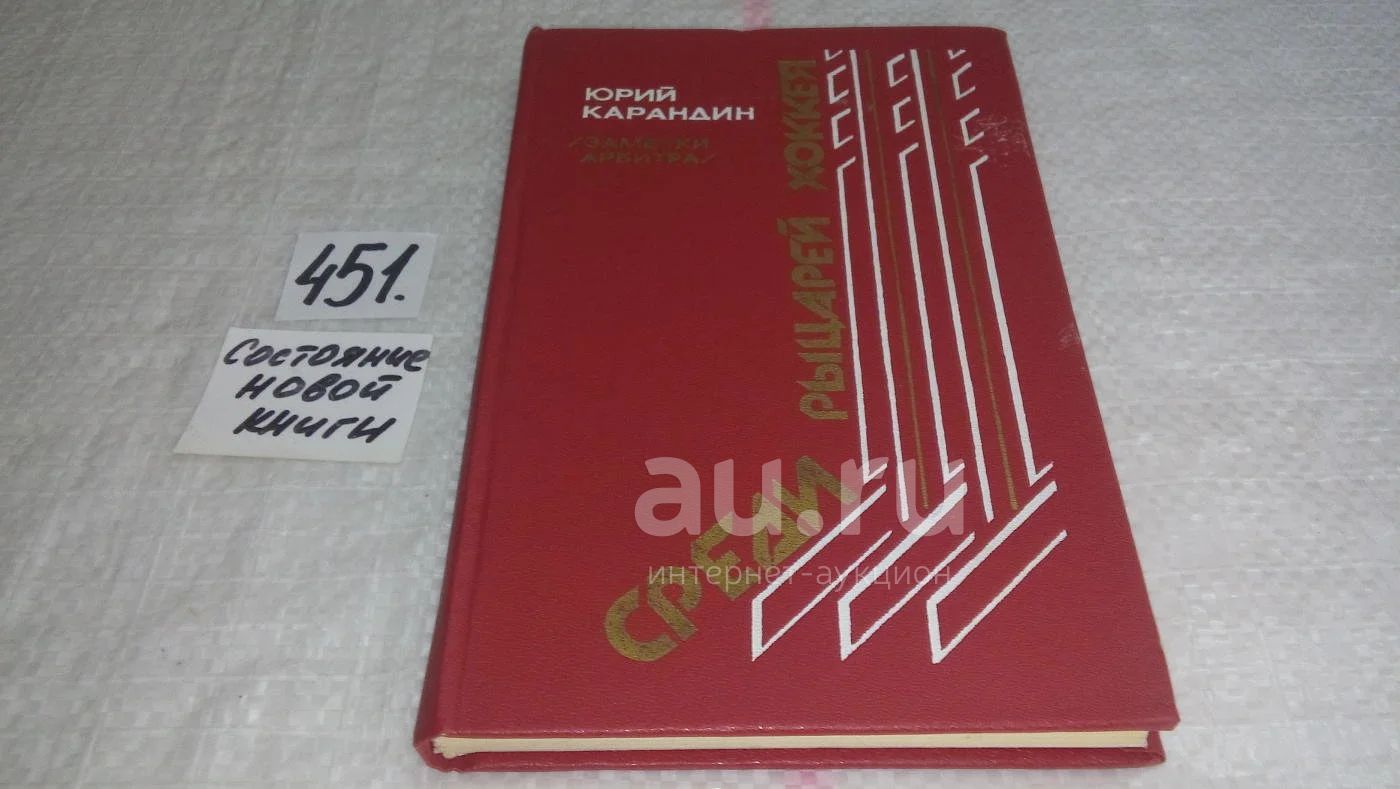 ЮРИЙ
КАРАНДИН
/ЗАМЕТКИ
АРБИТРА/
СРЕДИ РЫЦАРЕЙ ХОККЕЯ
451.
Состояние
новой
книги
au.ru
интернет-аукцион